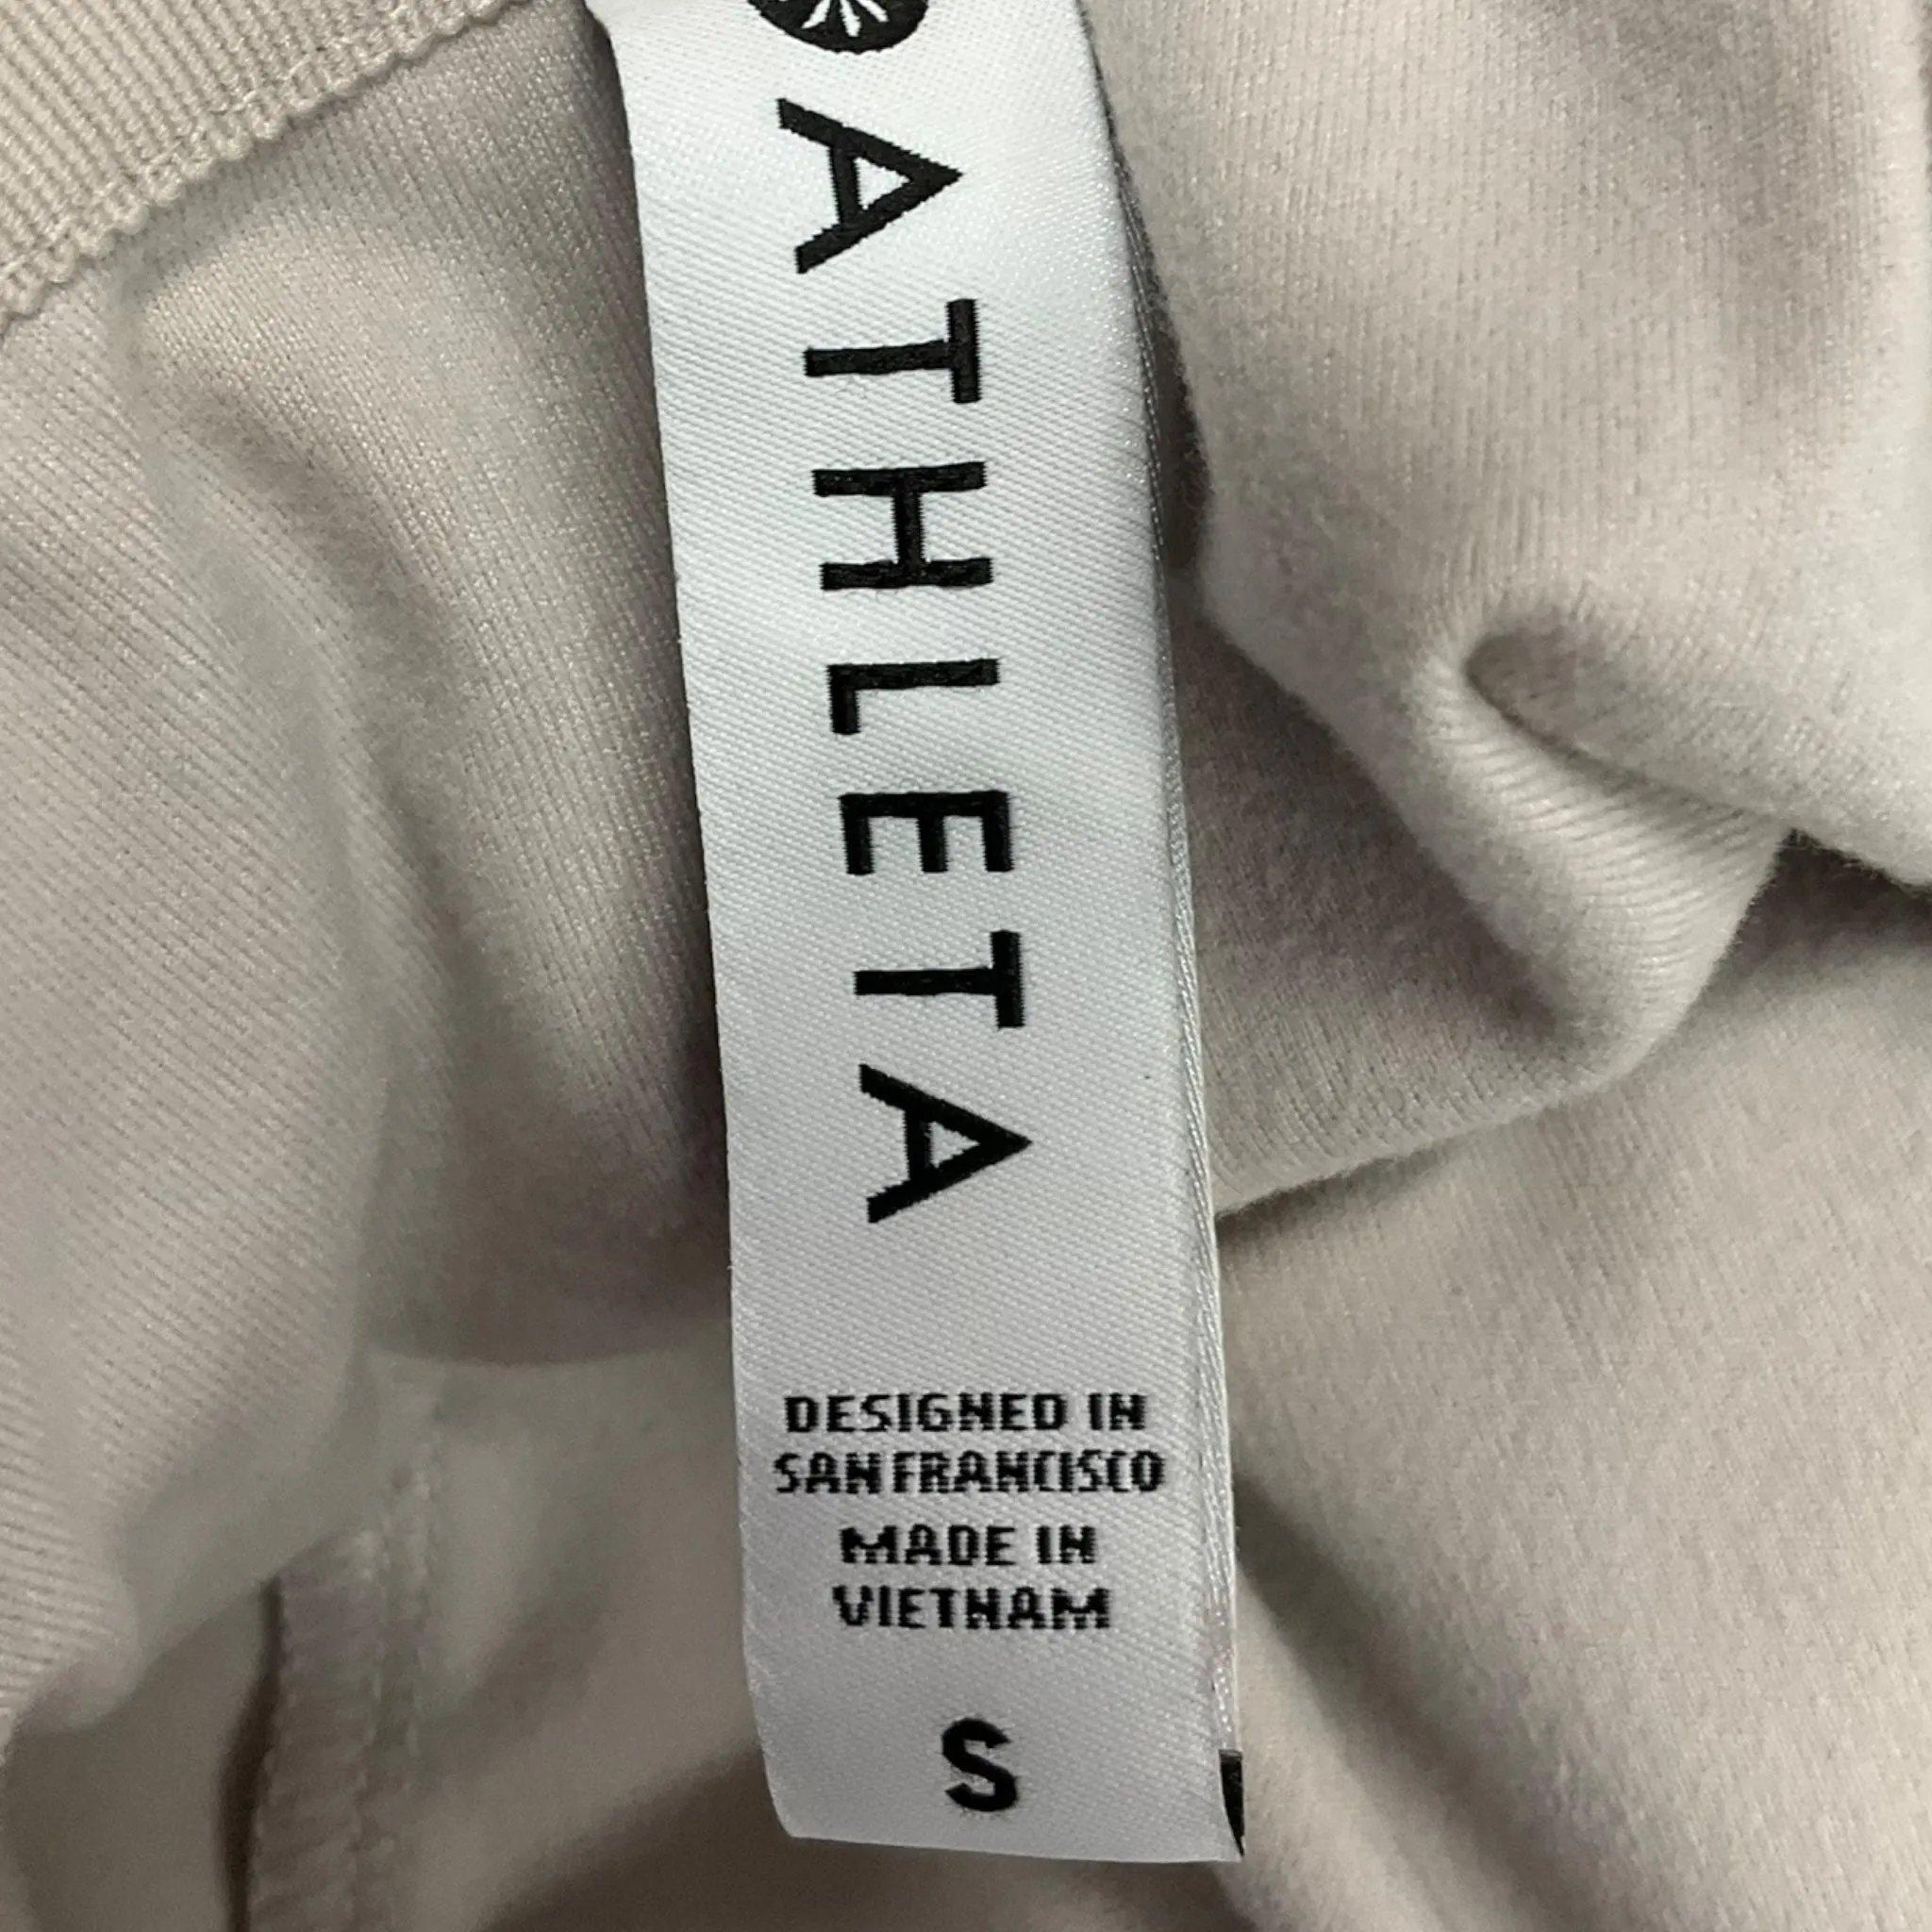 ATHLETA
DESIGNED IN
SAN FRANCISCO
MADE IN
VIETNAM
S